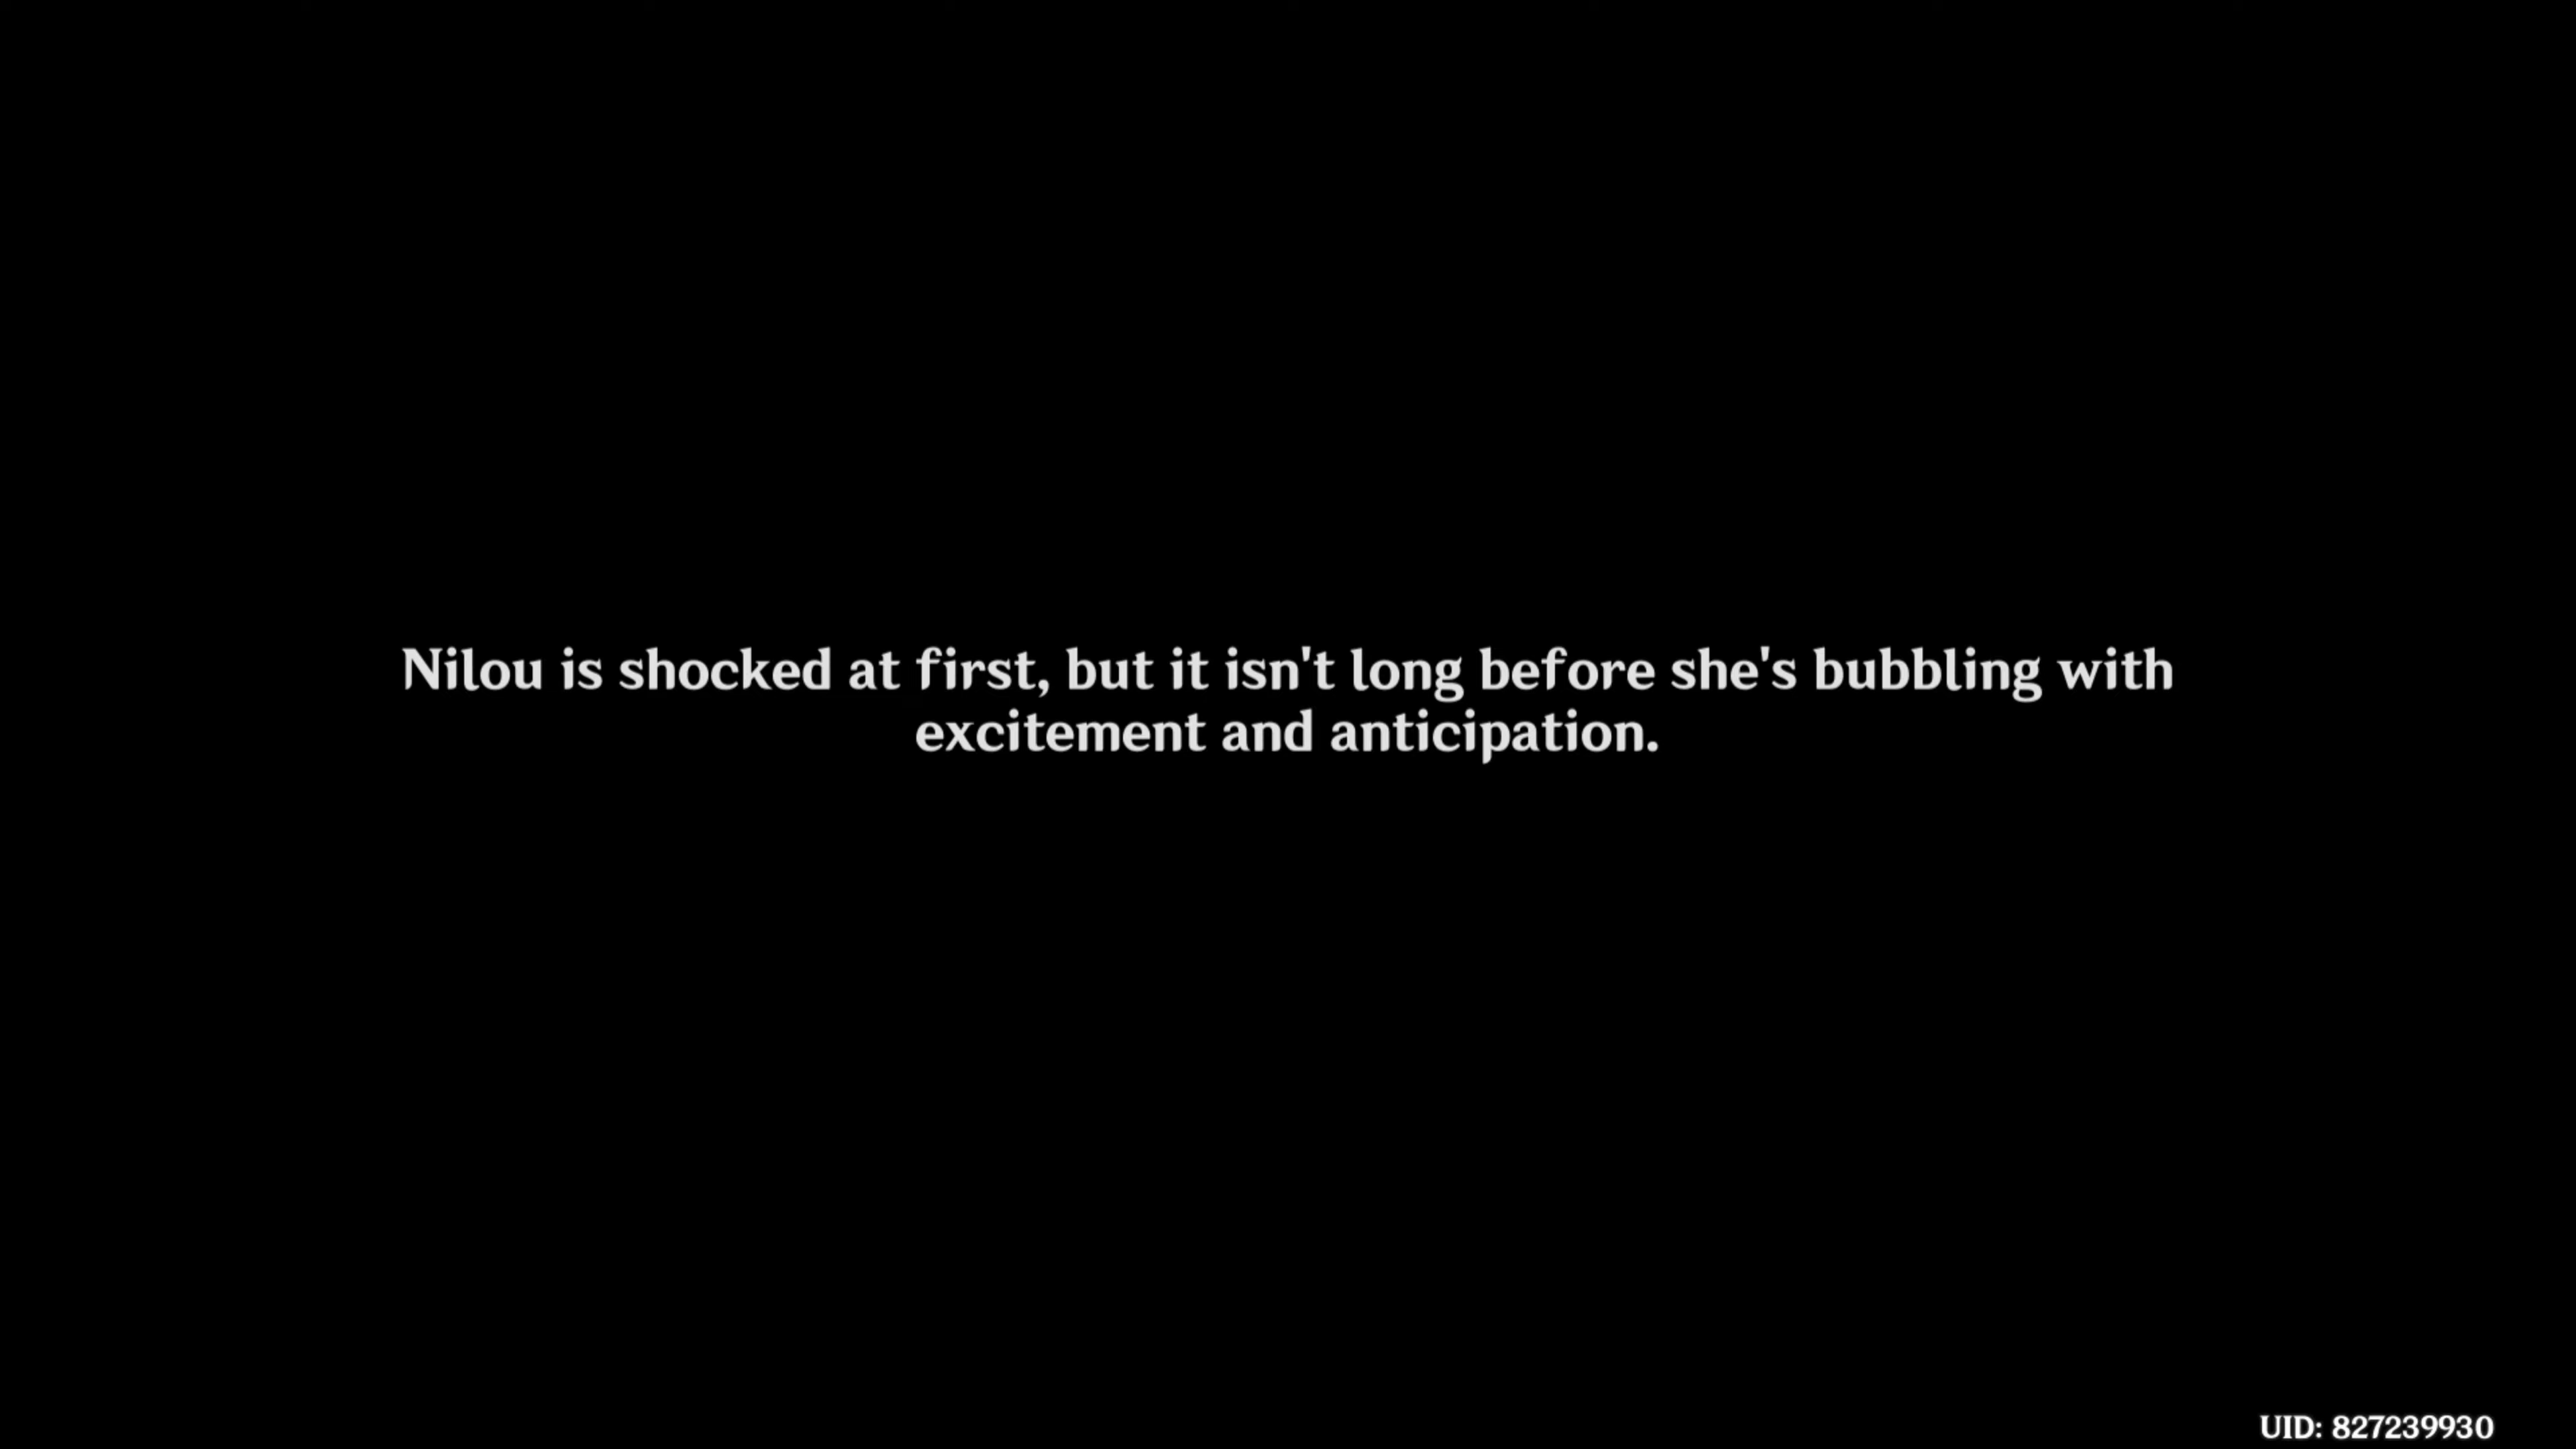 Nilou is shocked at first, but it isn't long before she's bubbling with
excitement and anticipation.
UID: 827239930